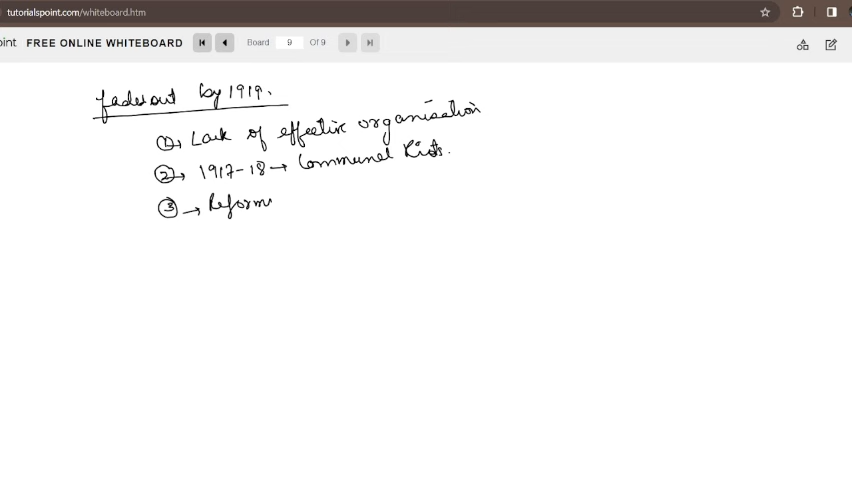 tutorialspoint.com/whiteboard.htm
oint FREE ONLINE WHITEBOARD Board 9 Of 9
fades out by 1919.
① → Lack of effective organisation
② → 1917-18 → Communal Riots.
③ → Reforms